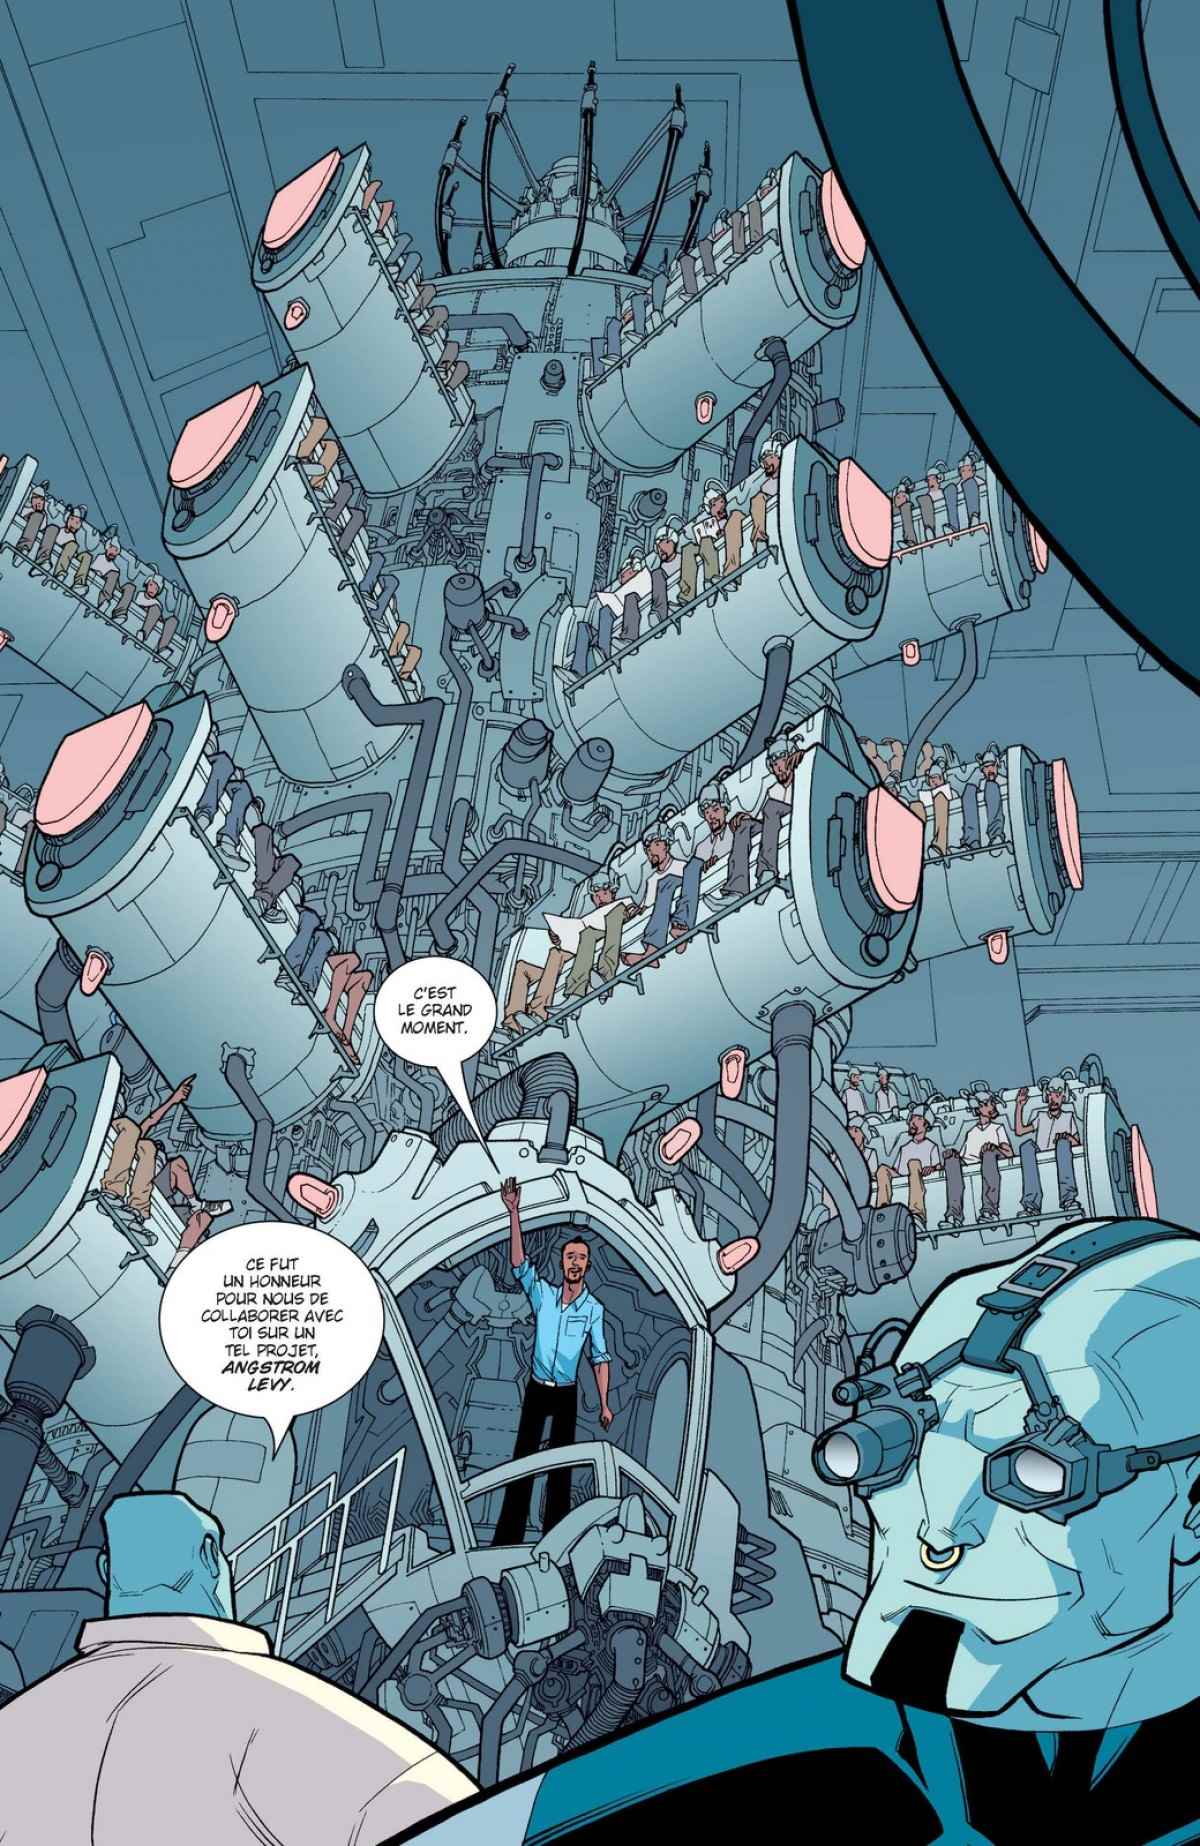 C'EST
LE GRAND
MOMENT.
CE FUT
UN HONNEUR
POUR NOUS DE
COLLABORER AVEC
TOI SUR UN
TEL PROJET,
ANGSTROM
LEVY.